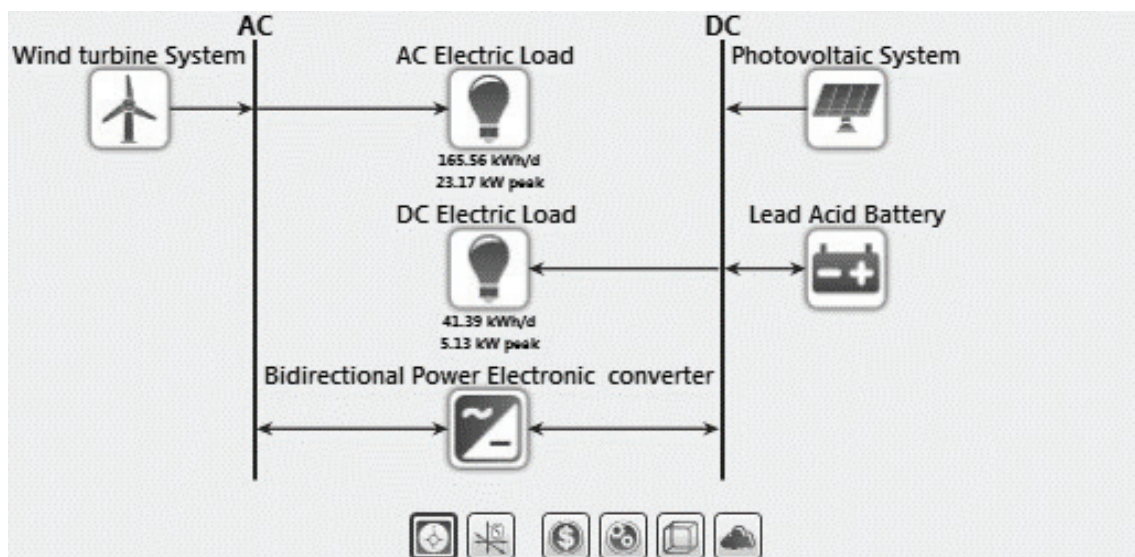 AC DC
Wind turbine System AC Electric Load Photovoltaic System
165.56 kWh/d
23.17 kW peak
DC Electric Load Lead Acid Battery
41.39 kWh/d
5.13 kW peak
Bidirectional Power Electronic converter